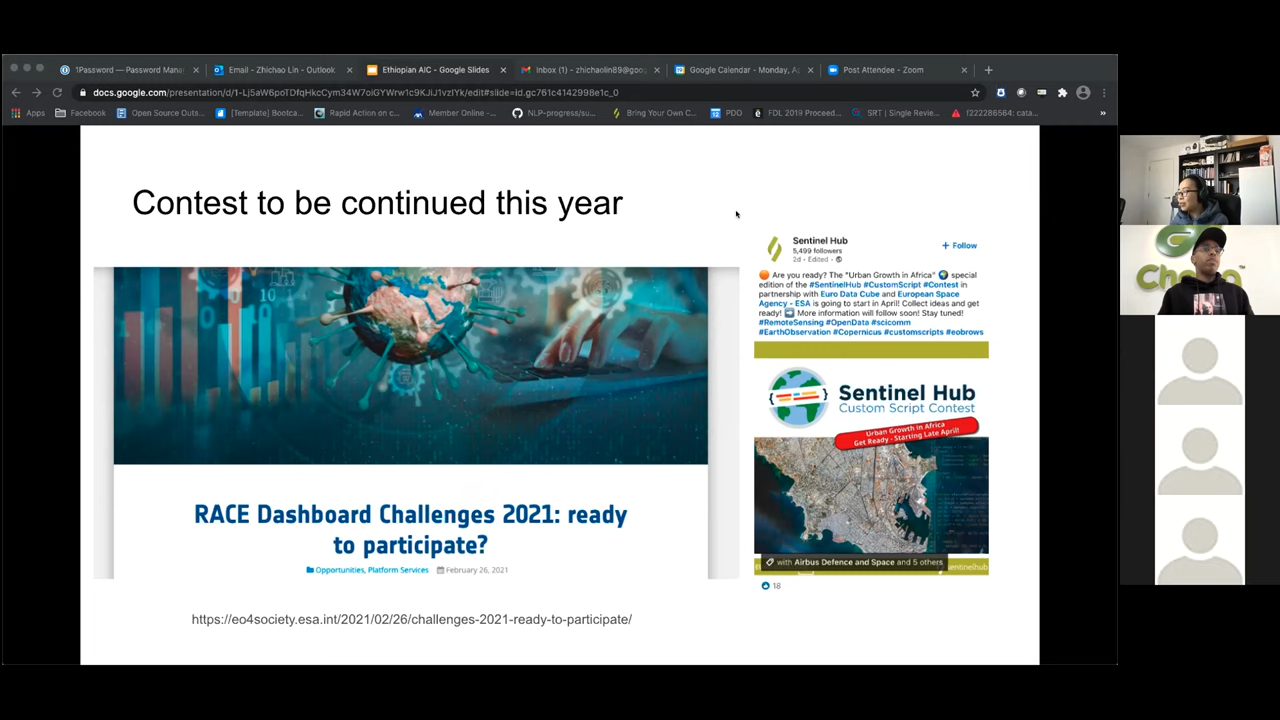 1Password — Password Mana
Email - Zhichao Lin - Outlook
Ethiopian AIC - Google Slides
Inbox (1) - zhichaolin89@goo
Google Calendar - Monday, A
Post Attendee - Zoom
docs.google.com/presentation/d/
Apps
Facebook
Open Source Outs...
[Template] Bootca...
Rapid Action on c...
Member Online -...
NLP-progress/su...
Bring Your Own C...
PDO
FDL 2019 Proceed...
SRT | Single Revie...
f222286564: cata...
»
Contest to be continued this year
10
RACE Dashboard Challenges 2021: ready
to participate?
Opportunities, Platform Services February 26, 2021
https://eo4society.esa.int/2021/02/26/challenges-2021-ready-to-participate/
Sentinel Hub
+ Follow
5,499 followers
2d • Edited •
Are you ready? The "Urban Growth in Africa" special
edition of the #SentinelHub #CustomScript #Contest in
partnership with Euro Data Cube and European Space
Agency - ESA is going to start in April! Collect ideas and get
ready! More information will follow soon! Stay tuned!
#RemoteSensing #OpenData #scicomm
#EarthObservation #Copernicus #customscripts #eobrows
Sentinel Hub
Custom Script Contest
Urban Growth in Africa
Get Ready - Starting Late April!
with Airbus Defence and Space and 5 others
sentinelhub
18